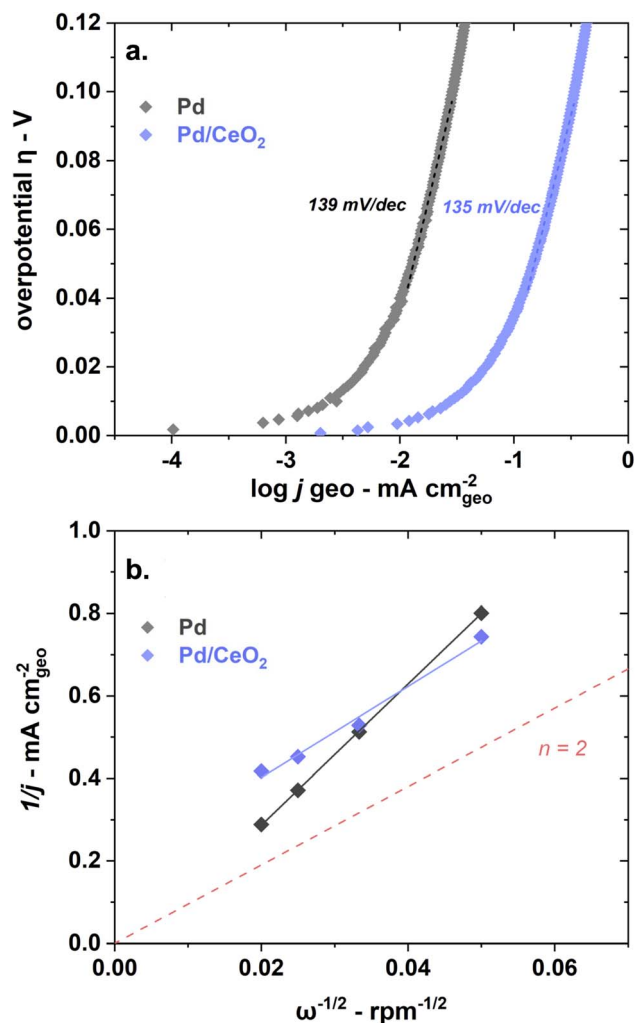 0.12
a.
Pd
Pd/CeO₂
0.10
0.08
0.06
0.04
0.02
0.00
139 mV/dec
135 mV/dec
overpotential η - V
-4 -3 -2 -1 0
log j geo - mA cm⁻²geo
1.0
b.
Pd
Pd/CeO₂
0.8
0.6
0.4
0.2
0.0
n = 2
1/j - mA cm⁻²geo
0.00 0.02 0.04 0.06
ω⁻¹/² - rpm⁻¹/²